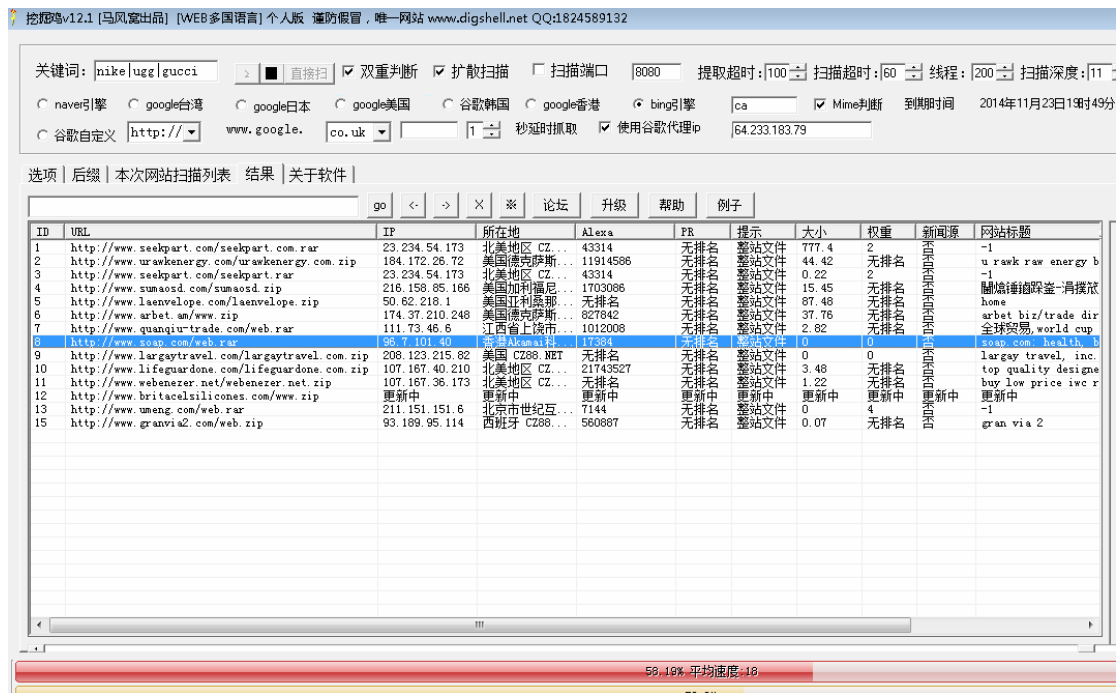 挖掘鸡v12.1 [马风窝出品] [WEB多国语言] 个人版 谨防假冒，唯一网站 www.digshell.net QQ:1824589132
关键词: nike|ugg|gucci > 直接扫 双重判断 扩散扫描 扫描端口 8080 提取超时: 100 扫描超时: 60 线程: 200 扫描深度: 11
naver引擎 google台湾 google日本 google美国 谷歌韩国 google香港 bing引擎 ca Mime判断 到期时间 2014年11月23日19时49分
谷歌自定义 http:// www.google. co.uk 1 秒延时抓取 使用谷歌代理ip 64.233.183.79
选项 后缀 本次网站扫描列表 结果 关于软件
go <- -> X ※ 论坛 升级 帮助 例子
ID URL IP 所在地 Alexa PR 提示 大小 权重 新闻源 网站标题
1 http://www.seekpart.com/seekpart.com.rar 23.234.54.173 北美地区 CZ... 43314 无排名 整站文件 777.4 2 否 -1
2 http://www.urawkenergy.com/urawkenergy.com.zip 184.172.26.72 美国德克萨斯... 11914586 无排名 整站文件 44.42 无排名 否 u rawk raw energy b
3 http://www.seekpart.com/seekpart.rar 23.234.54.173 北美地区 CZ... 43314 无排名 整站文件 0.22 2 否 -1
4 http://www.sumaosd.com/sumaosd.zip 216.158.85.166 美国加利福尼... 1703086 无排名 整站文件 15.45 无排名 否
5 http://www.laenvelope.com/laenvelope.zip 50.62.218.1 美国亚利桑那... 无排名 无排名 整站文件 87.48 无排名 否 home
6 http://www.arbet.am/www.zip 174.37.210.248 美国德克萨斯... 827842 无排名 整站文件 37.76 无排名 否 arbet biz/trade dir
7 http://www.quanqiu-trade.com/web.rar 111.73.46.6 江西省上饶市... 1012008 无排名 整站文件 2.82 无排名 否 全球贸易,world cup
8 http://www.soap.com/web.rar 96.7.101.40 香港Akamai科... 17384 无排名 整站文件 0 0 否 soap.com: health, b
9 http://www.largaytravel.com/largaytravel.com.zip 208.123.215.82 美国 CZ88.NET 无排名 无排名 整站文件 0 0 否 largay travel, inc.
10 http://www.lifeguardone.com/lifeguardone.com.zip 107.167.40.210 北美地区 CZ... 21743527 无排名 整站文件 3.48 无排名 否 top quality designe
11 http://www.webenezer.net/webenezer.net.zip 107.167.36.173 北美地区 CZ... 无排名 无排名 整站文件 1.22 无排名 否 buy low price iwc r
12 http://www.britacelsilicones.com/www.zip 更新中 更新中 更新中 更新中 更新中 更新中 更新中 更新中 更新中
13 http://www.umeng.com/web.rar 211.151.151.6 北京市世纪互... 7144 无排名 整站文件 0 4 否 -1
15 http://www.granvia2.com/web.zip 93.189.95.114 西班牙 CZ88... 560887 无排名 整站文件 0.07 无排名 否 gran via 2
58.19% 平均速度:18